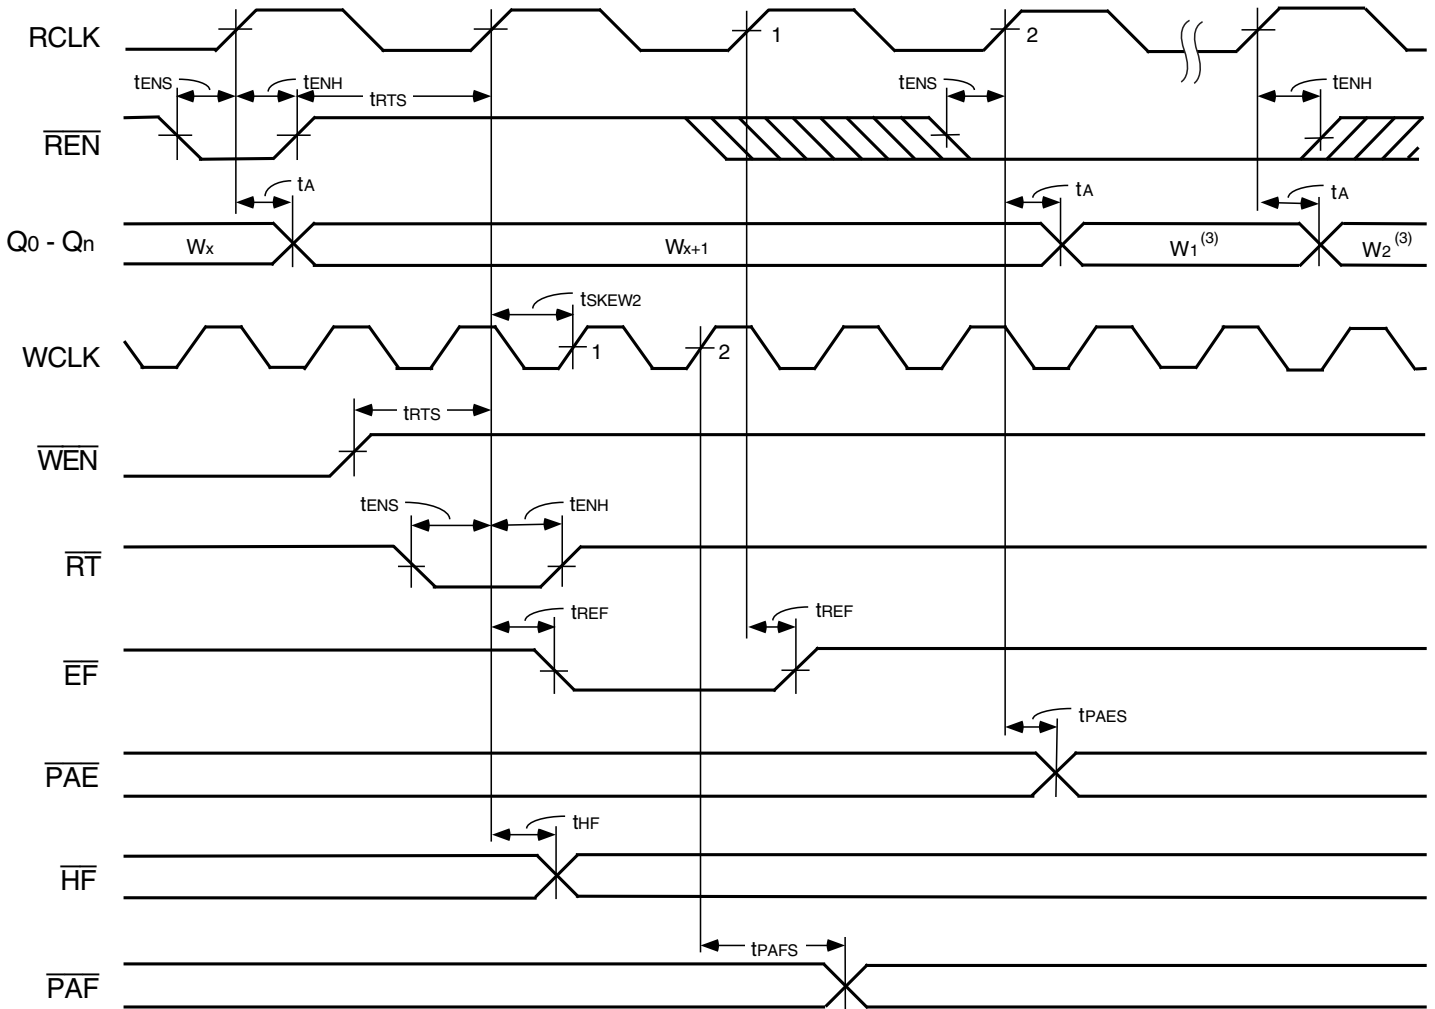 RCLK
1
2
tENS
tENH
tRTS
tENS
tENH
REN
tA
tA
tA
Q0 - Qn
Wx
Wx+1
W1(3)
W2(3)
tSKEW2
WCLK
1
2
tRTS
WEN
tENS
tENH
RT
tREF
tREF
EF
tPAES
PAE
tHF
HF
tPAFS
PAF